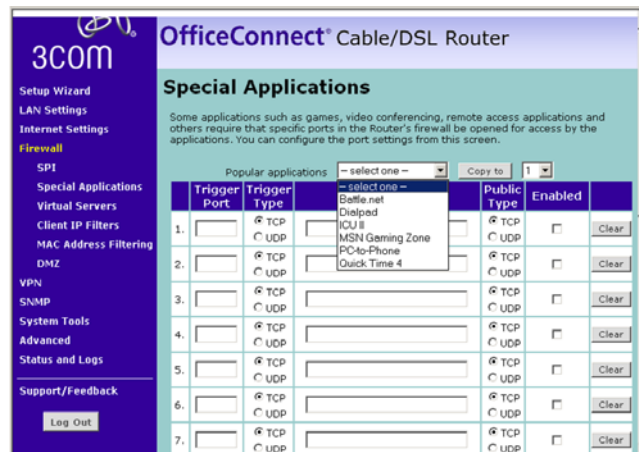 3COM
OfficeConnect® Cable/DSL Router
Setup Wizard
LAN Settings
Internet Settings
Firewall
SPI
Special Applications
Virtual Servers
Client IP Filters
MAC Address Filtering
DMZ
VPN
SNMP
System Tools
Advanced
Status and Logs
Support/Feedback
Log Out
Special Applications
Some applications such as games, video conferencing, remote access applications and
others require that specific ports in the Router's firewall be opened for access by the
applications. You can configure the port settings from this screen.
Popular applications – select one – Copy to 1
– select one –
Battle.net
Dialpad
ICU II
MSN Gaming Zone
PC-to-Phone
Quick Time 4
Trigger Port Trigger Type Public Type Enabled
1. TCP UDP TCP UDP Clear
2. TCP UDP TCP UDP Clear
3. TCP UDP TCP UDP Clear
4. TCP UDP TCP UDP Clear
5. TCP UDP TCP UDP Clear
6. TCP UDP TCP UDP Clear
7. TCP UDP TCP UDP Clear